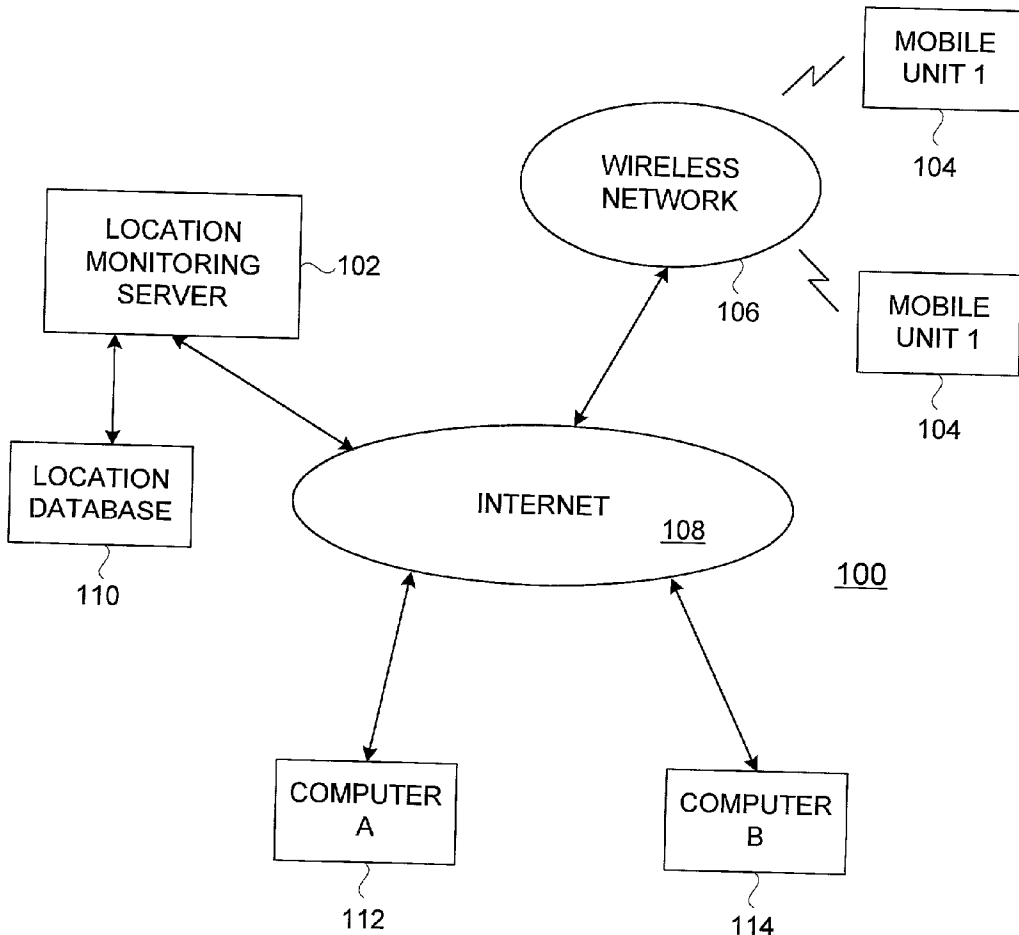 MOBILE
UNIT 1
104
WIRELESS
NETWORK
106
LOCATION
MONITORING
SERVER
102
MOBILE
UNIT 1
104
LOCATION
DATABASE
110
INTERNET
108
100
COMPUTER
A
112
COMPUTER
B
114